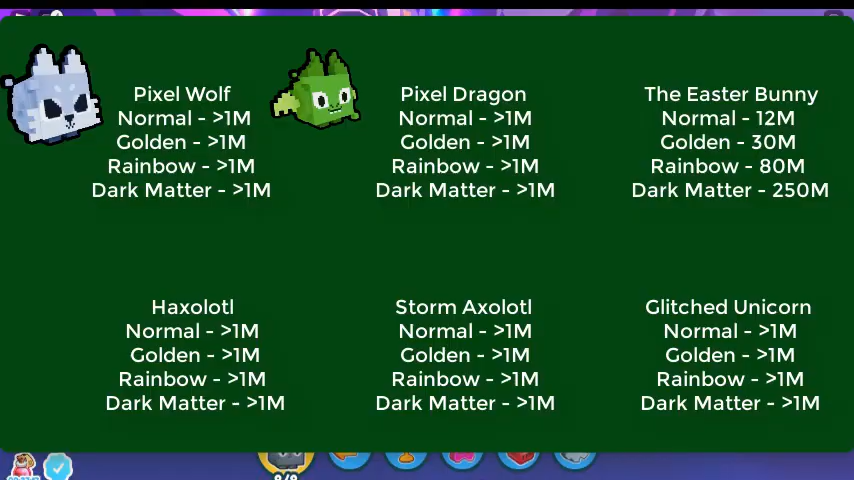 Pixel Wolf
Normal - >1M
Golden - >1M
Rainbow - >1M
Dark Matter - >1M
Pixel Dragon
Normal - >1M
Golden - >1M
Rainbow - >1M
Dark Matter - >1M
The Easter Bunny
Normal - 12M
Golden - 30M
Rainbow - 80M
Dark Matter - 250M
Haxolotl
Normal - >1M
Golden - >1M
Rainbow - >1M
Dark Matter - >1M
Storm Axolotl
Normal - >1M
Golden - >1M
Rainbow - >1M
Dark Matter - >1M
Glitched Unicorn
Normal - >1M
Golden - >1M
Rainbow - >1M
Dark Matter - >1M